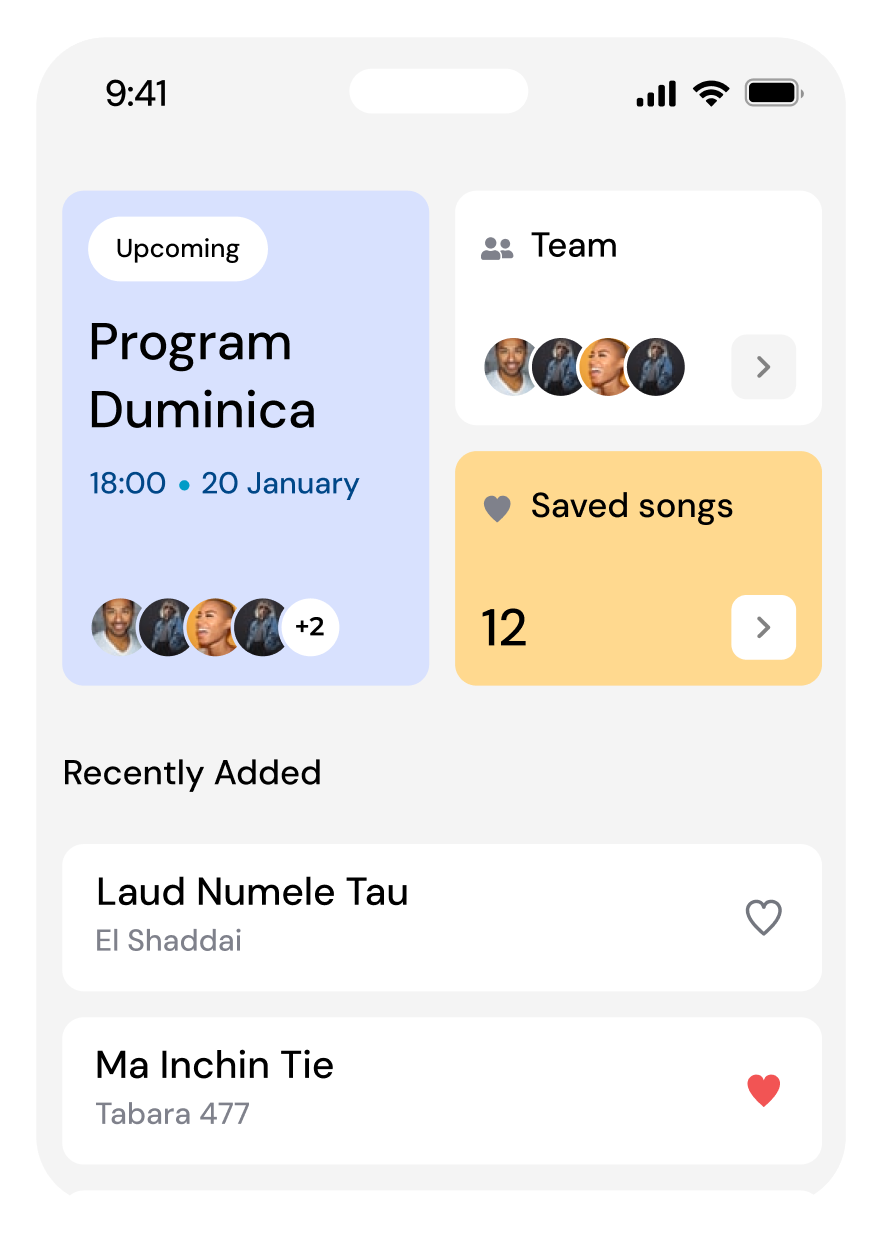 9:41
Upcoming
Program
Duminica
18:00 • 20 January
+2
Team
Saved songs
12
Recently Added
Laud Numele Tau
El Shaddai
Ma Inchin Tie
Tabara 477